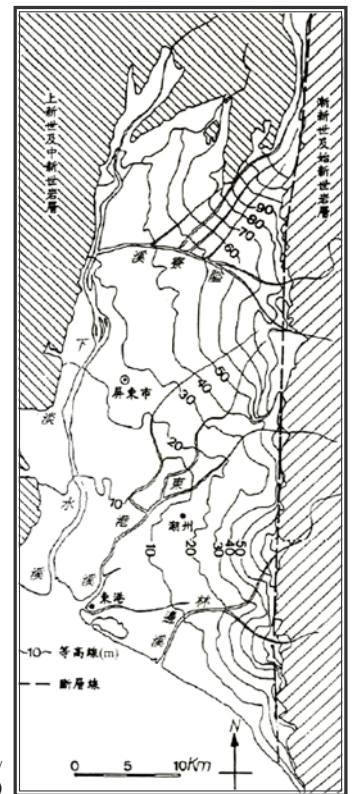 上新世及中新世岩層
漸新世及始新世岩層
90
80
70
60
隘寮溪
50
40
30
20
10
屏東市
下淡水溪
東港溪
潮州
10
20
30
40
50
東港
林邊溪
10 等高線(m)
斷層線
N
0 5 10Km